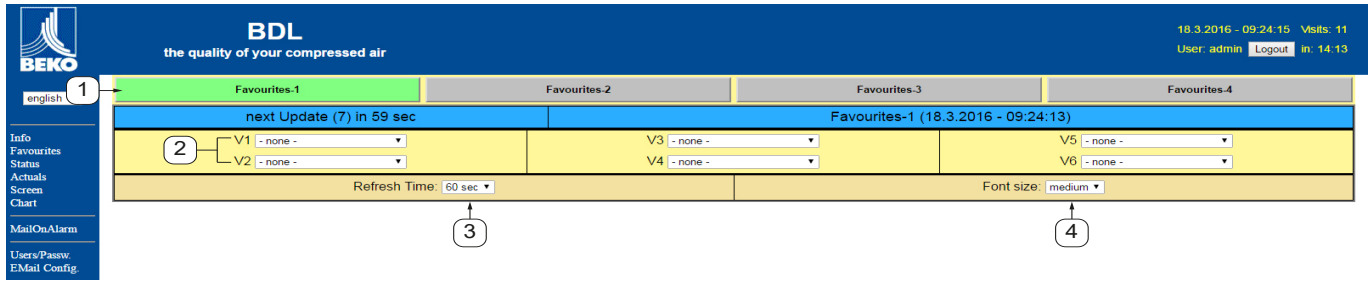 BEKO
BDL
the quality of your compressed air
18.3.2016 - 09:24:15 Visits: 11
User: admin Logout in: 14:13
english
1
Favourites-1 Favourites-2 Favourites-3 Favourites-4
next Update (7) in 59 sec Favourites-1 (18.3.2016 - 09:24:13)
2
V1 - none - V3 - none - V5 - none -
V2 - none - V4 - none - V6 - none -
Refresh Time: 60 sec Font size: medium
3 4
Info
Favourites
Status
Actuals
Screen
Chart
MailOnAlarm
Users/Passw.
EMail Config.